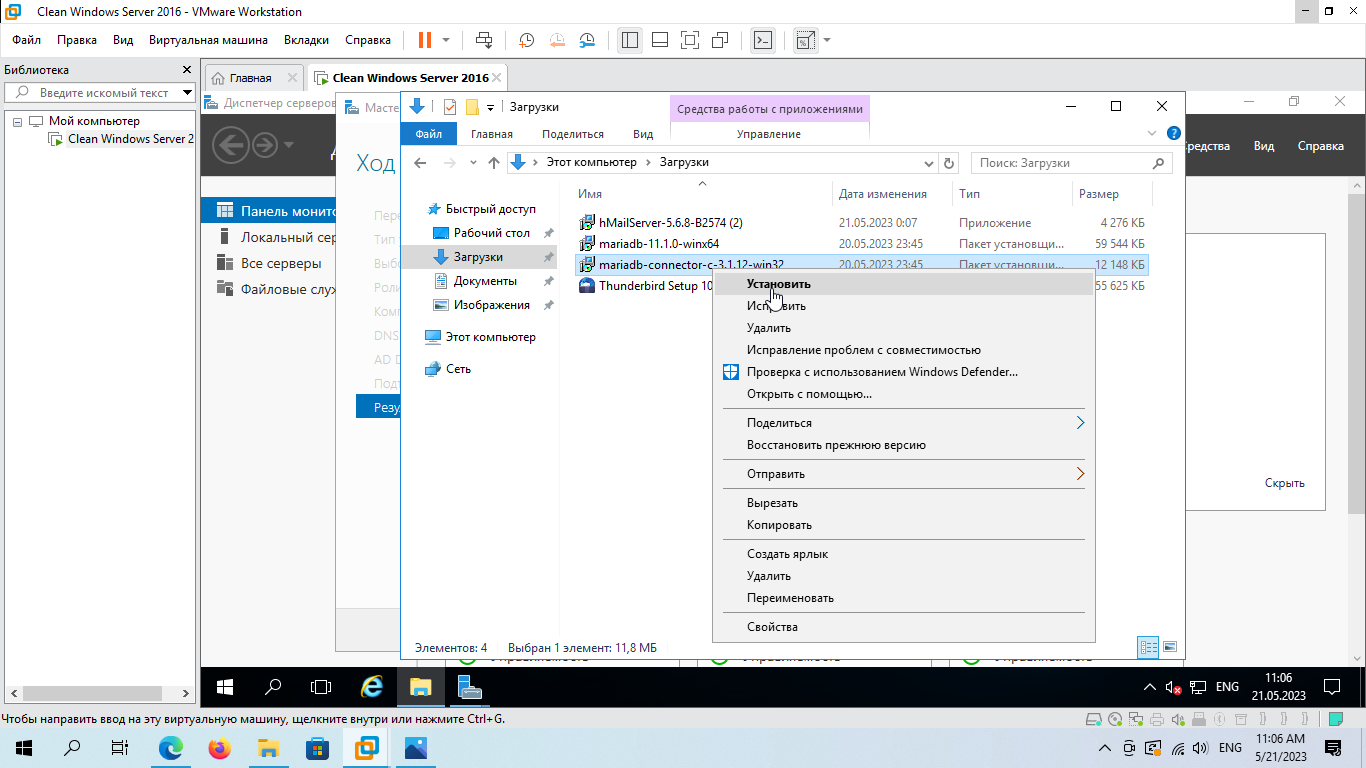 Clean Windows Server 2016 - VMware Workstation
Файл Правка Вид Виртуальная машина Вкладки Справка
Библиотека
Введите искомый текст
Мой компьютер
Clean Windows Server 2
Главная
Clean Windows Server 2016
Диспетчер серверов
Масте
Загрузки
Средства работы с приложениями
Файл Главная Поделиться Вид Управление
Этот компьютер Загрузки
Поиск: Загрузки
Вид Справка
Ход
Панель монито
Локальный сер
Все серверы
Файловые слу
Тип
DNS
AD D
Резул
Быстрый доступ
Рабочий стол
Загрузки
Документы
Изображения
Этот компьютер
Сеть
Имя Дата изменения Тип Размер
hMailServer-5.6.8-B2574 (2) 21.05.2023 0:07 Приложение 4 276 КБ
mariadb-11.1.0-winx64 20.05.2023 23:45 Пакет установщи... 59 544 КБ
mariadb-connector-c-3.1.12-win32 20.05.2023 23:45 Пакет установщи... 12 148 КБ
Thunderbird Setup 10 55 625 КБ
Установить
Исправить
Удалить
Исправление проблем с совместимостью
Проверка с использованием Windows Defender...
Открыть с помощью...
Поделиться
Восстановить прежнюю версию
Отправить
Вырезать
Копировать
Создать ярлык
Удалить
Переименовать
Свойства
Скрыть
Элементов: 4 Выбран 1 элемент: 11,8 МБ
ENG
11:06
21.05.2023
Чтобы направить ввод на эту виртуальную машину, щелкните внутри или нажмите Ctrl+G.
ENG
11:06 AM
5/21/2023